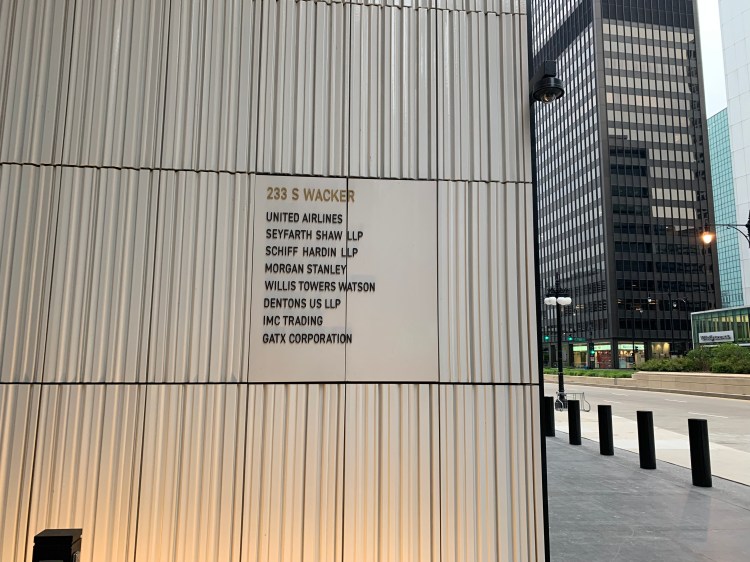 233 S WACKER
UNITED AIRLINES
SEYFARTH SHAW LLP
SCHIFF HARDIN LLP
MORGAN STANLEY
WILLIS TOWERS WATSON
DENTONS US LLP
IMC TRADING
GATX CORPORATION
Walgreens